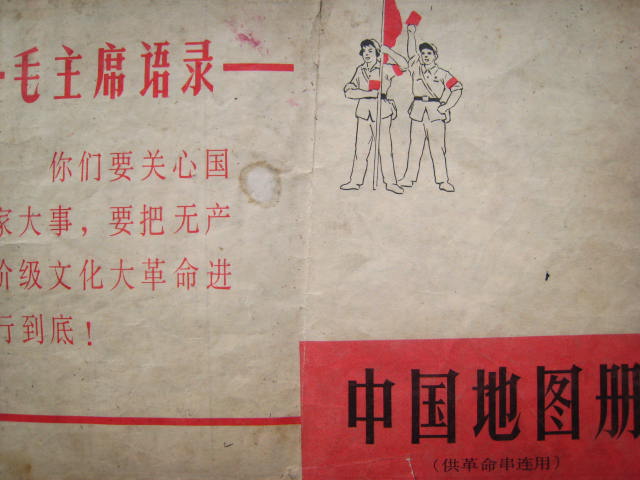 毛主席语录
你们要关心国
家大事，要把无产
阶级文化大革命进
行到底！
中国地图册
（供革命串连用）